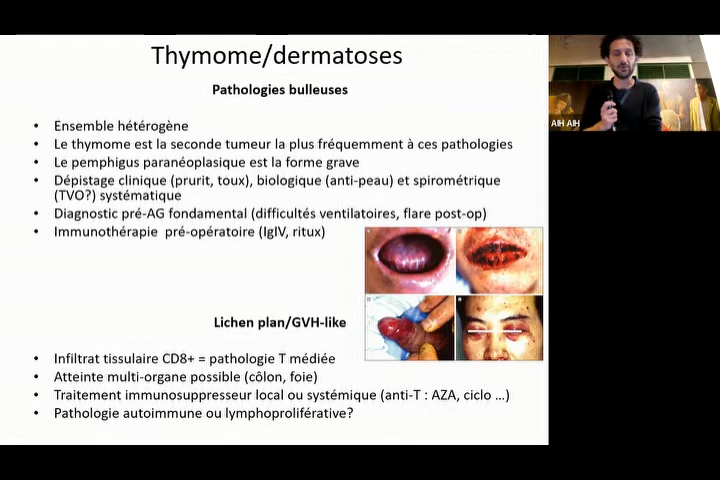 Thymome/dermatoses
Pathologies bulleuses
• Ensemble hétérogène
• Le thymome est la seconde tumeur la plus fréquemment à ces pathologies
• Le pemphigus paranéoplasique est la forme grave
• Dépistage clinique (prurit, toux), biologique (anti-peau) et spirométrique
(TVO?) systématique
• Diagnostic pré-AG fondamental (difficultés ventilatoires, flare post-op)
• Immunothérapie pré-opératoire (IgIV, ritux)
Lichen plan/GVH-like
• Infiltrat tissulaire CD8+ = pathologie T médiée
• Atteinte multi-organe possible (côlon, foie)
• Traitement immunosuppresseur local ou systémique (anti-T : AZA, ciclo ...)
• Pathologie autoimmune ou lymphoproliférative?
AIH AIH